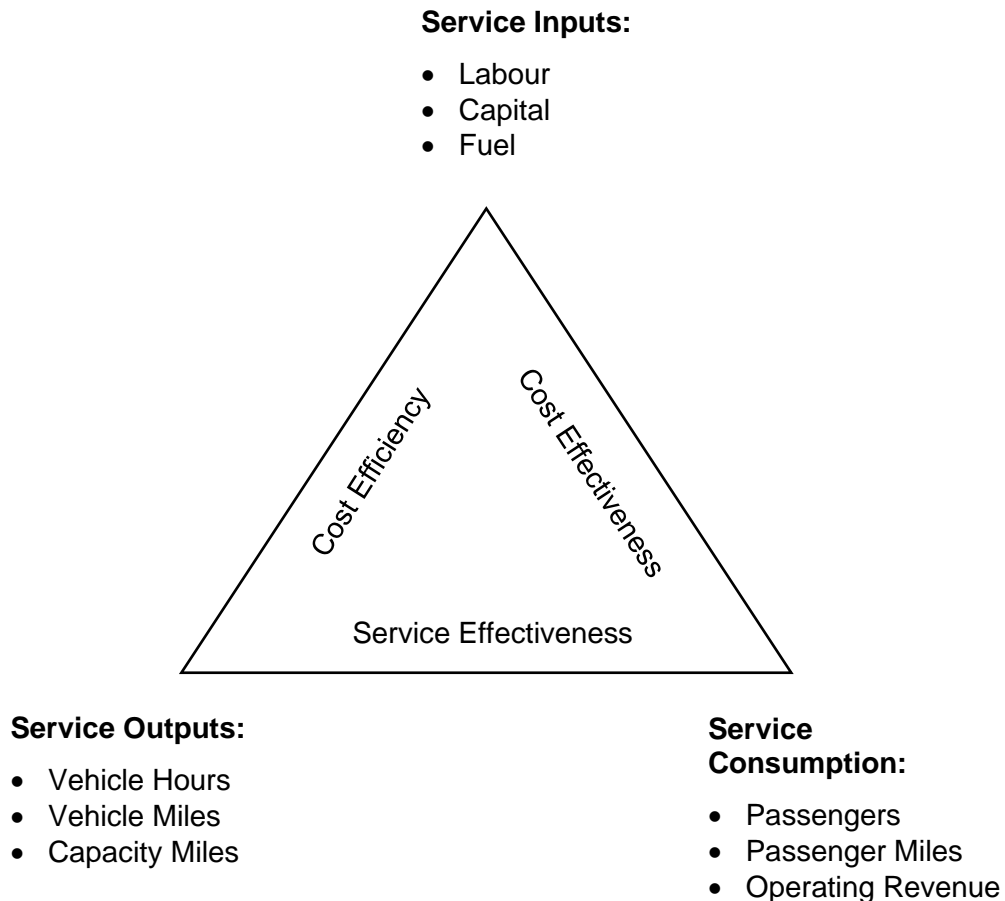 Service Inputs:
• Labour
• Capital
• Fuel
Cost Efficiency
Cost Effectiveness
Service Effectiveness
Service Outputs:
• Vehicle Hours
• Vehicle Miles
• Capacity Miles
Service
Consumption:
• Passengers
• Passenger Miles
• Operating Revenue